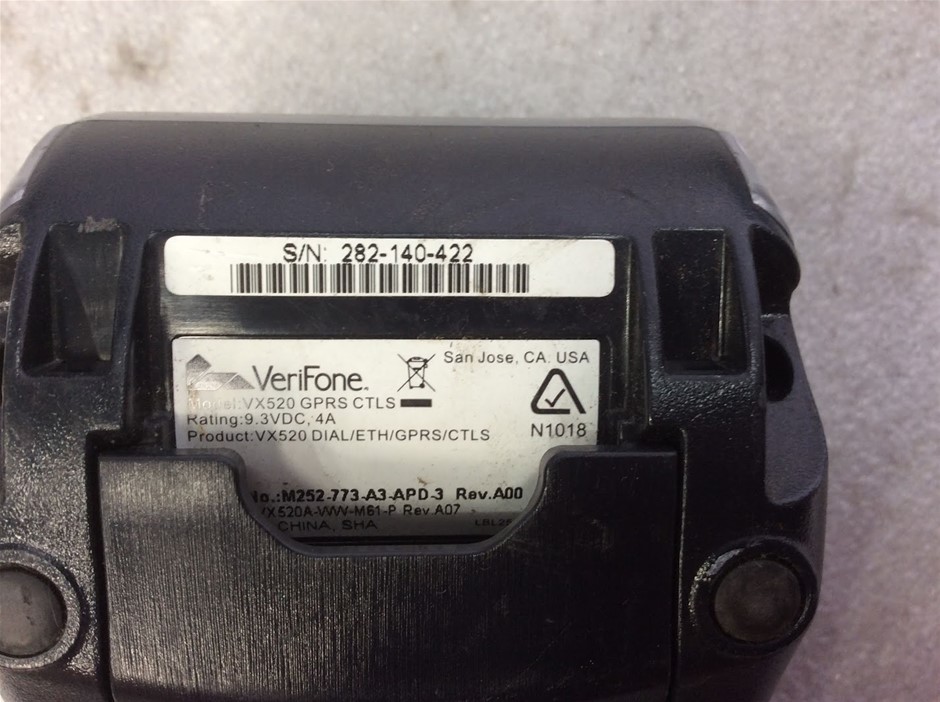 S/N: 282-140-422
VeriFone.
San Jose, CA. USA
Model:VX520 GPRS CTLS
Rating:9.3VDC, 4A
Product:VX520 DIAL/ETH/GPRS/CTLS
N1018
No.:M252-773-A3-APD-3 Rev.A00
VX520A-WW-M61-P Rev A07
CHINA, SHA